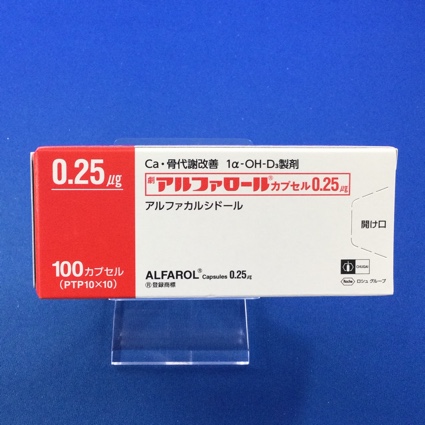 0.25㎍
100カプセル
(PTP10×10)
Ca・骨代謝改善 1α-OH-D₃製剤
劇 アルファロール® カプセル 0.25㎍
アルファカルシドール
開け口
ALFAROL® Capsules 0.25㎍
®登録商標
CHUGAI
Roche ロシュ グループ